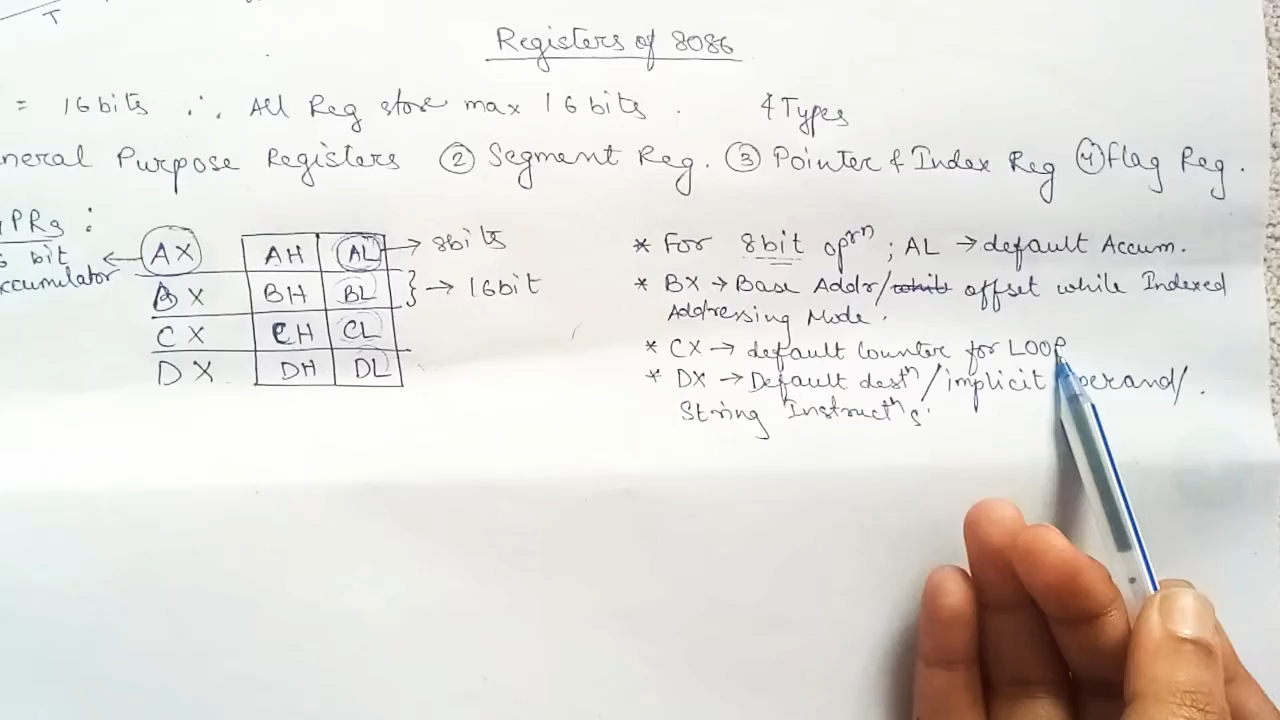 T
Registers of 8086
= 16 bits ∴ All Reg store max 16 bits . 4 Types
neral Purpose Registers ② Segment Reg. ③ Pointer & Index Reg ④ Flag Reg.
PRs :
bit
ccumulator
AX AH AL → 8bits
BX BH BL } → 16bit
CX CH CL
DX DH DL
* For 8bit oprⁿ ; AL → default Accum.
* BX → Base Addr/ offset while Indexed
Addressing Mode.
* CX → default Counter for LOOP
* DX → Default destⁿ / implicit perand/ .
String Instructⁿs.